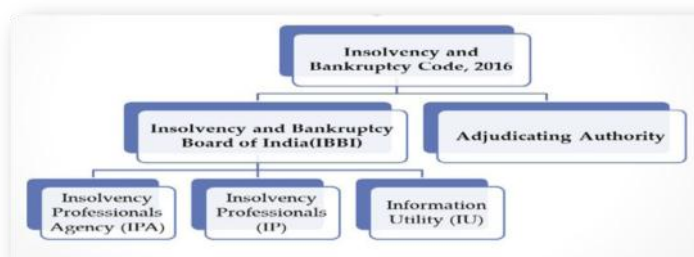 Insolvency and
Bankruptcy Code, 2016
Insolvency and Bankruptcy
Board of India(IBBI)
Adjudicating Authority
Insolvency
Professionals
Agency (IPA)
Insolvency
Professionals
(IP)
Information
Utility (IU)